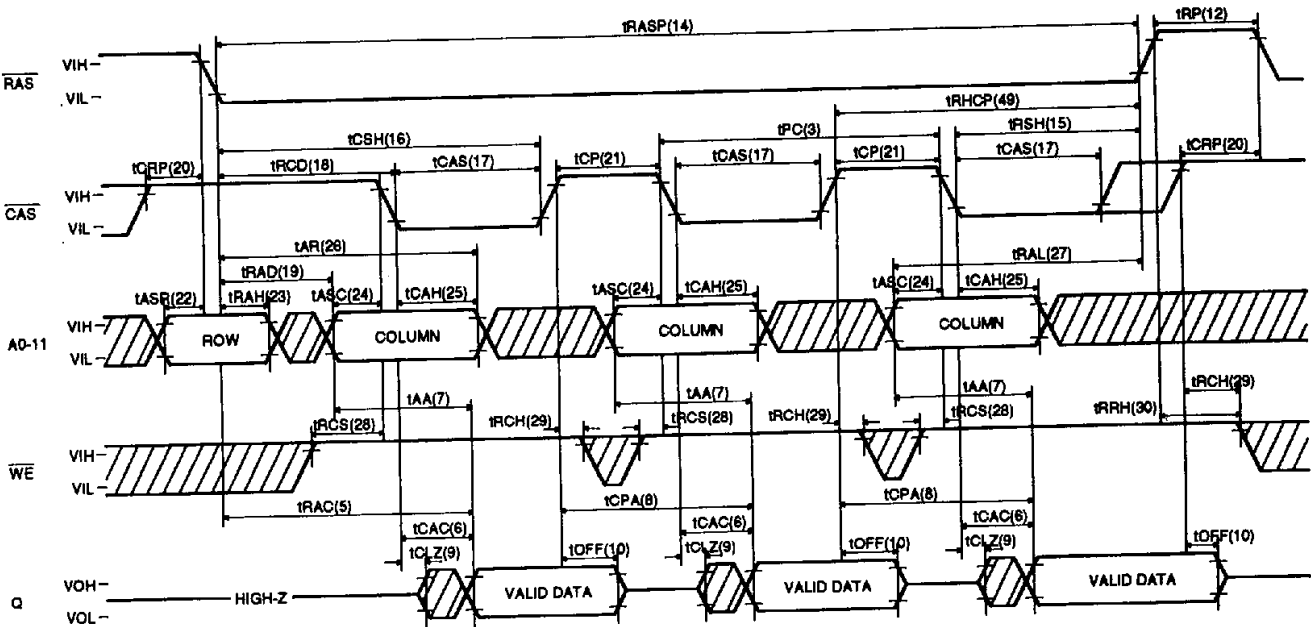 tRASP(14)
tRP(12)
RAS
VIH
VIL
tRHCP(49)
tCSH(16)
tPC(3)
tRSH(15)
tCRP(20)
tRCD(18)
tCAS(17)
tCP(21)
tCAS(17)
tCP(21)
tCAS(17)
tCRP(20)
CAS
VIH
VIL
tAR(26)
tRAL(27)
tRAD(19)
tASR(22)
tRAH(23)
tASC(24)
tCAH(25)
tASC(24)
tCAH(25)
tASC(24)
tCAH(25)
A0-11
VIH
VIL
ROW
COLUMN
COLUMN
COLUMN
tAA(7)
tAA(7)
tAA(7)
tRCH(29)
tRCS(28)
tRCH(29)
tRCS(28)
tRCH(29)
tRCS(28)
tRRH(30)
WE
VIH
VIL
tRAC(5)
tCPA(8)
tCPA(8)
tCAC(6)
tCAC(6)
tCAC(6)
tCLZ(9)
tOFF(10)
tCLZ(9)
tOFF(10)
tCLZ(9)
tOFF(10)
Q
VOH
VOL
HIGH-Z
VALID DATA
VALID DATA
VALID DATA